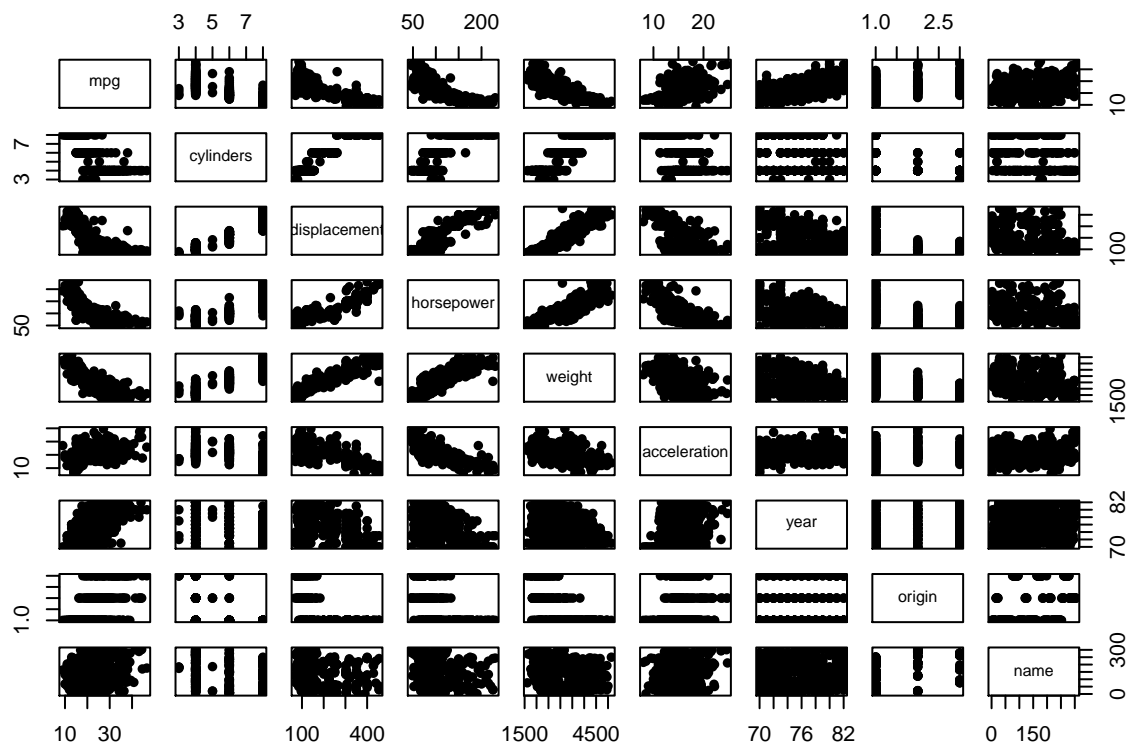 3 5 7 50 200 10 20 1.0 2.5
mpg 10
7 3 cylinders
displacement 100
50 horsepower
weight 1500
10 acceleration
year 82 70
1.0 origin
name 300 0
10 30 100 400 1500 4500 70 76 82 0 150